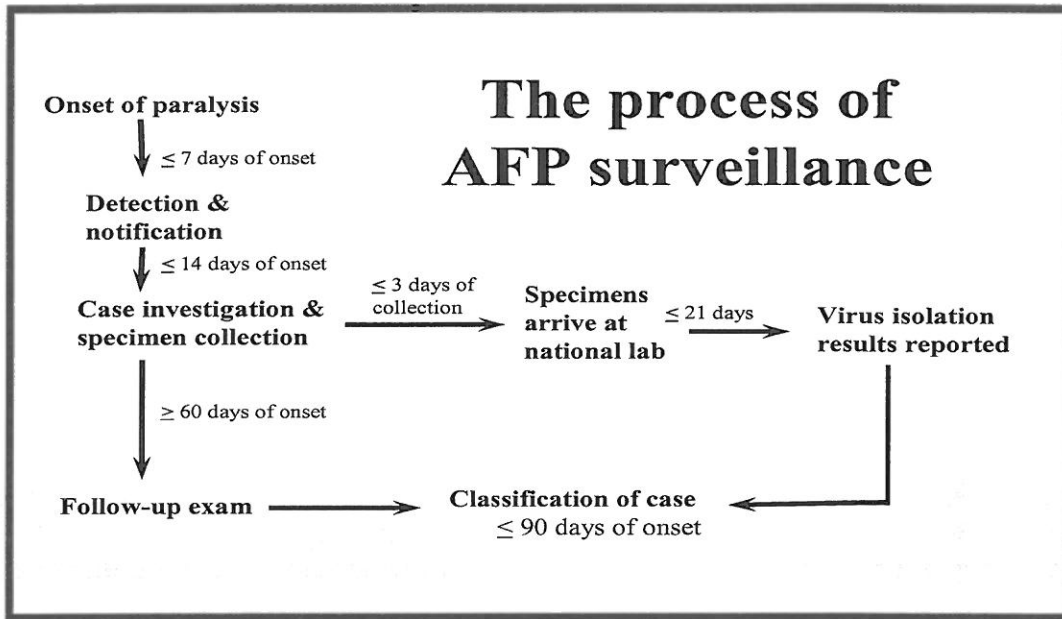 The process of
AFP surveillance
Onset of paralysis
≤ 7 days of onset
Detection &
notification
≤ 14 days of onset
Case investigation &
specimen collection
≤ 3 days of
collection
Specimens
arrive at
national lab
≤ 21 days
Virus isolation
results reported
≥ 60 days of onset
Follow-up exam
Classification of case
≤ 90 days of onset